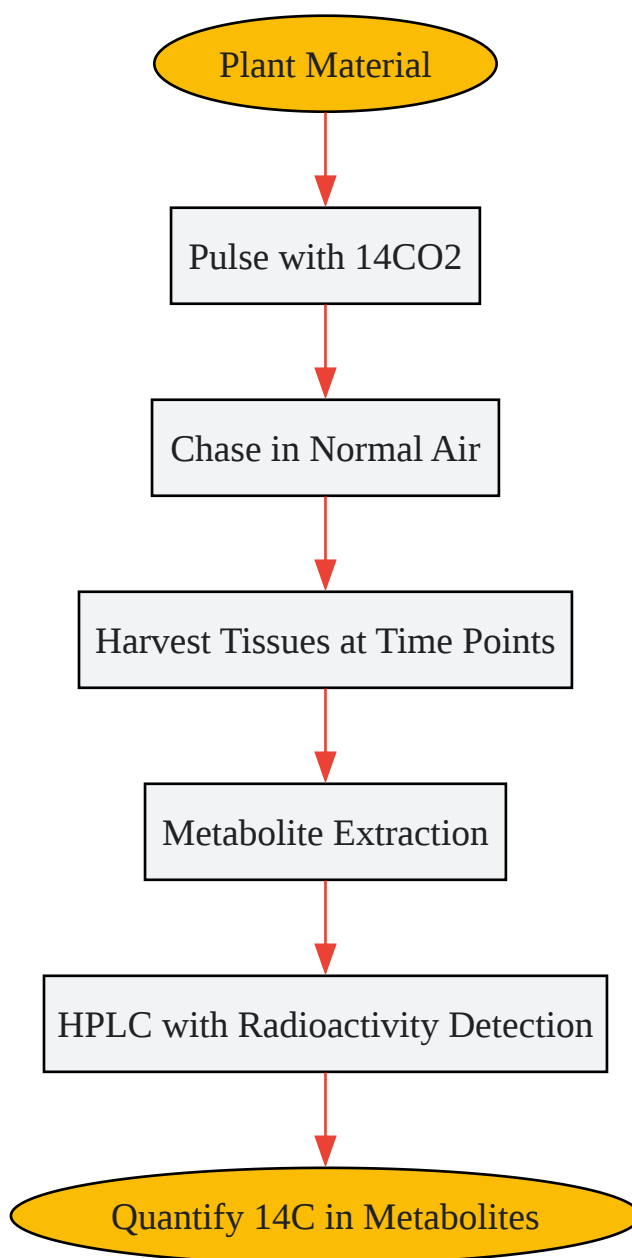 Plant Material
Pulse with 14CO2
Chase in Normal Air
Harvest Tissues at Time Points
Metabolite Extraction
HPLC with Radioactivity Detection
Quantify 14C in Metabolites